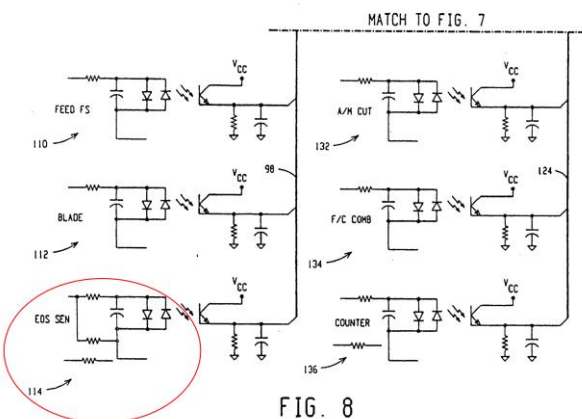 MATCH TO FIG. 7
VCC
FEED FS
110
98
VCC
A/M CUT
132
124
VCC
BLADE
112
VCC
F/C COMB
134
VCC
EOS SEN
114
VCC
COUNTER
136
FIG. 8